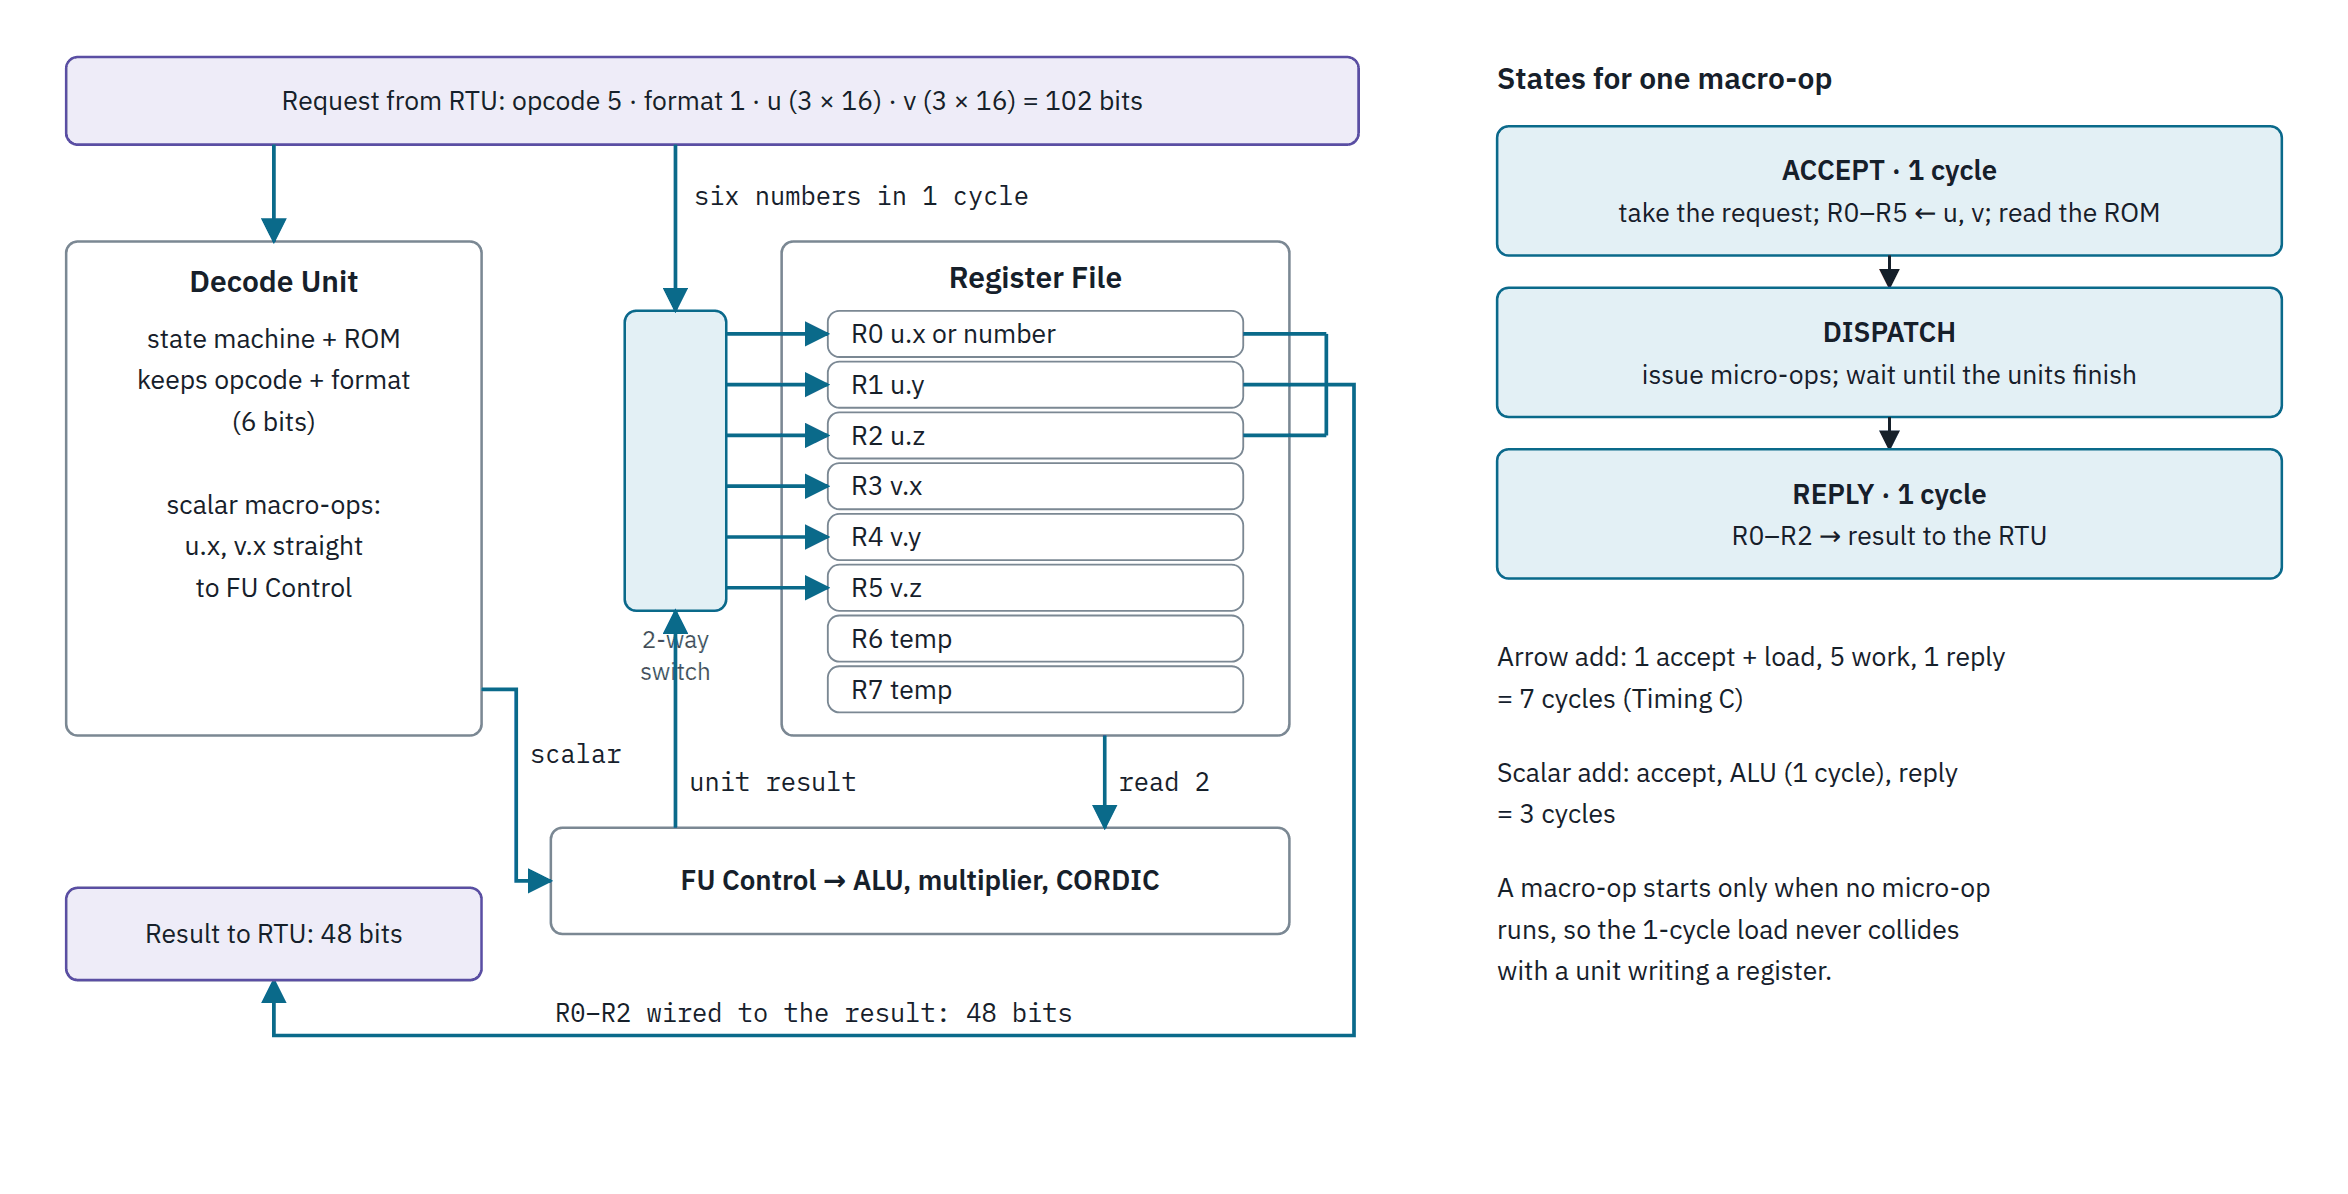 Request from RTU: opcode 5 · format 1 · u (3 × 16) · v (3 × 16) = 102 bits
six numbers in 1 cycle
Decode Unit
state machine + ROM
keeps opcode + format
(6 bits)
scalar macro-ops:
u.x, v.x straight
to FU Control
2-way
switch
Register File
R0 u.x or number
R1 u.y
R2 u.z
R3 v.x
R4 v.y
R5 v.z
R6 temp
R7 temp
scalar
unit result
read 2
FU Control → ALU, multiplier, CORDIC
Result to RTU: 48 bits
R0–R2 wired to the result: 48 bits
States for one macro-op
ACCEPT · 1 cycle
take the request; R0–R5 ← u, v; read the ROM
DISPATCH
issue micro-ops; wait until the units finish
REPLY · 1 cycle
R0–R2 → result to the RTU
Arrow add: 1 accept + load, 5 work, 1 reply
= 7 cycles (Timing C)
Scalar add: accept, ALU (1 cycle), reply
= 3 cycles
A macro-op starts only when no micro-op
runs, so the 1-cycle load never collides
with a unit writing a register.